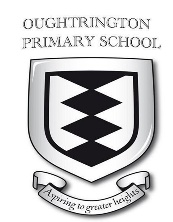 OUGHTRINGTON
PRIMARY SCHOOL
Aspiring to greater heights